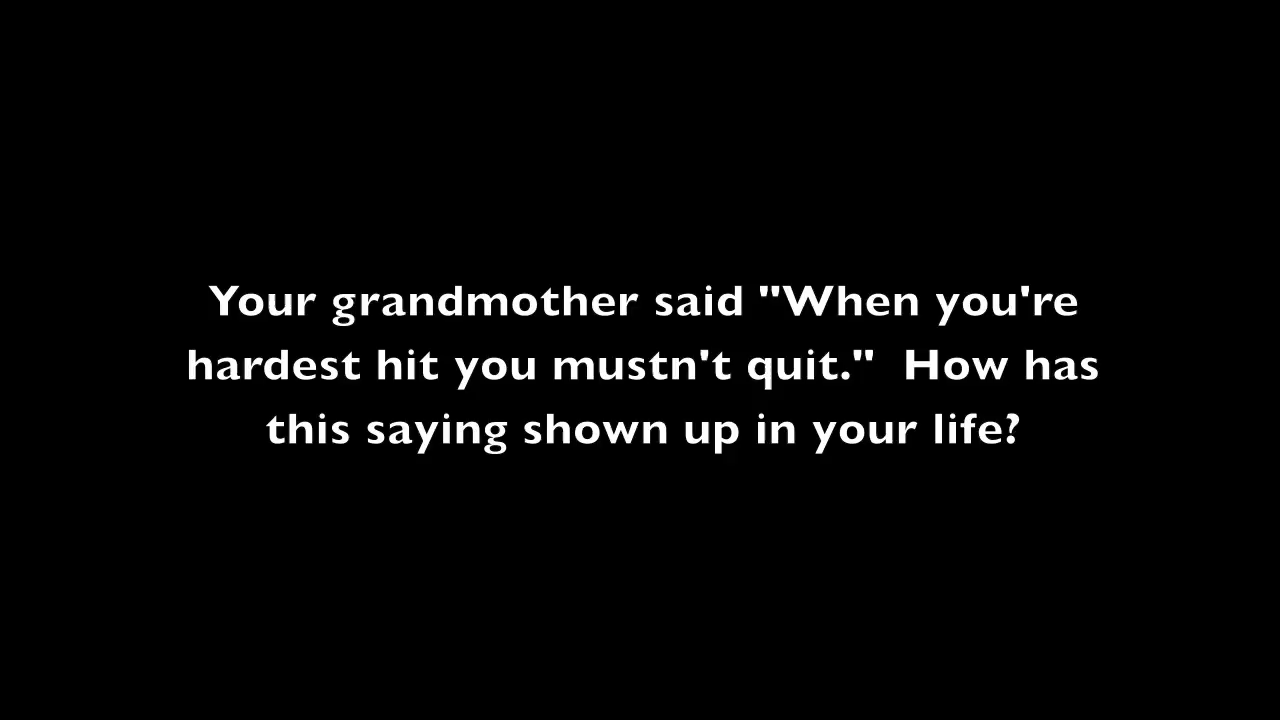 Your grandmother said "When you're
hardest hit you mustn't quit."  How has
this saying shown up in your life?